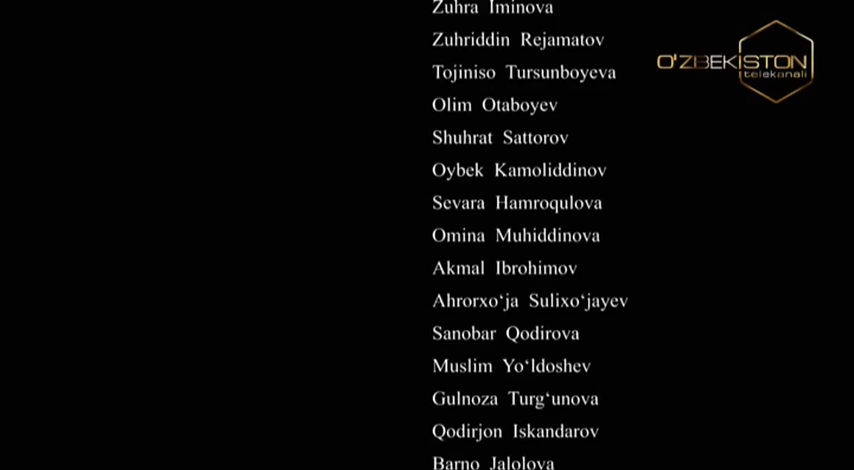 Zuhra Iminova
Zuhriddin Rejamatov
O'ZBEKISTON
telekanali
Tojiniso Tursunboyeva
Olim Otaboyev
Shuhrat Sattorov
Oybek Kamoliddinov
Sevara Hamroqulova
Omina Muhiddinova
Akmal Ibrohimov
Ahrorxo‘ja Sulixo‘jayev
Sanobar Qodirova
Muslim Yo‘ldoshev
Gulnoza Turg‘unova
Qodirjon Iskandarov
Barno Jalolova